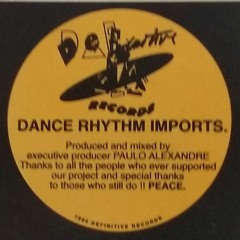 Definitive
RECORDS
DANCE RHYTHM IMPORTS.
Produced and mixed by
executive producer PAULO ALEXANDRE
Thanks to all the people who ever supported
our project and special thanks
to those who still do !! PEACE.
DEFINITIVE RECORDS